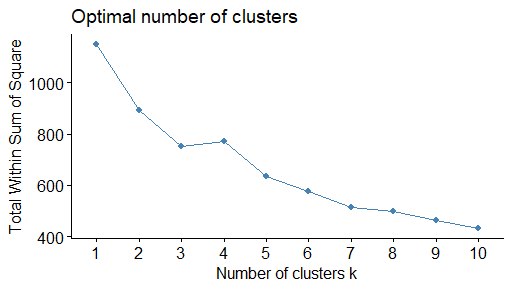 Optimal number of clusters
Total Within Sum of Square
1000
800
600
400
1 2 3 4 5 6 7 8 9 10
Number of clusters k